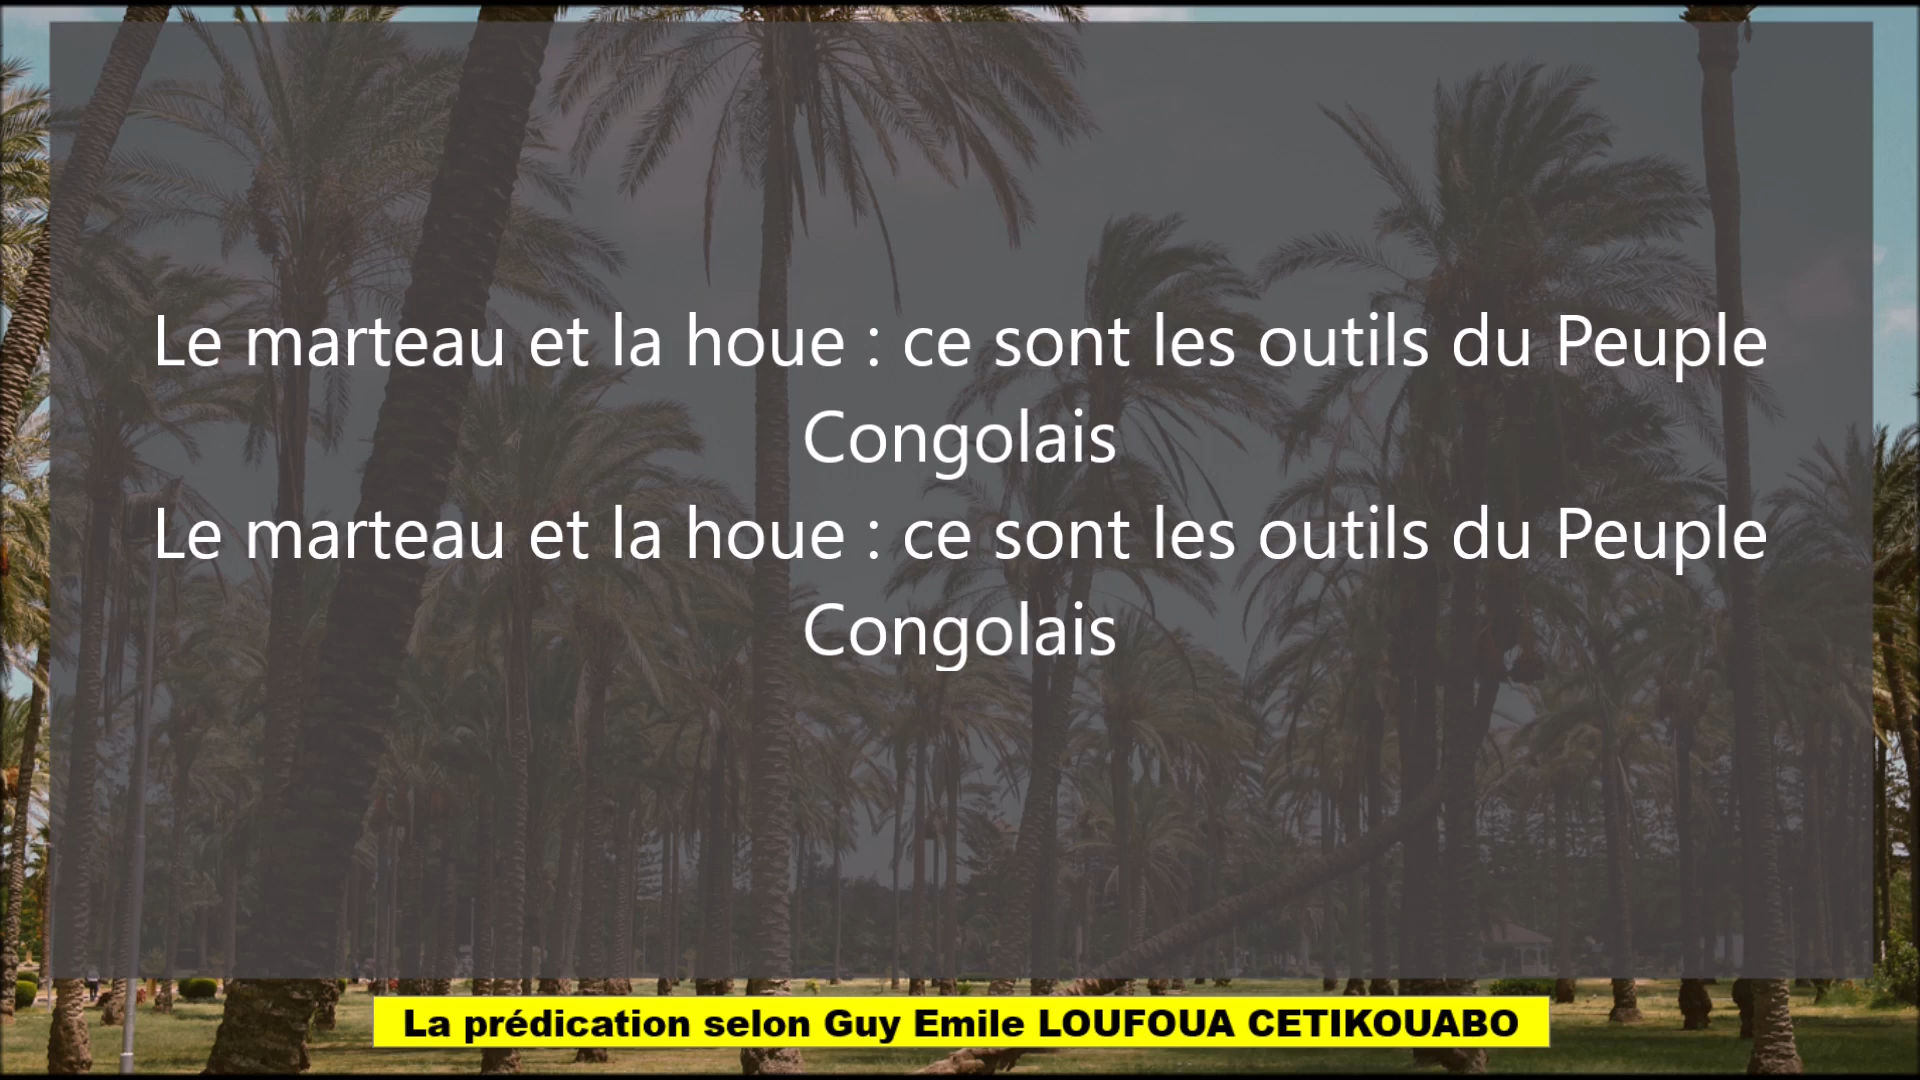 Le marteau et la houe : ce sont les outils du Peuple
Congolais
Le marteau et la houe : ce sont les outils du Peuple
Congolais
La prédication selon Guy Emile LOUFOUA CETIKOUABO